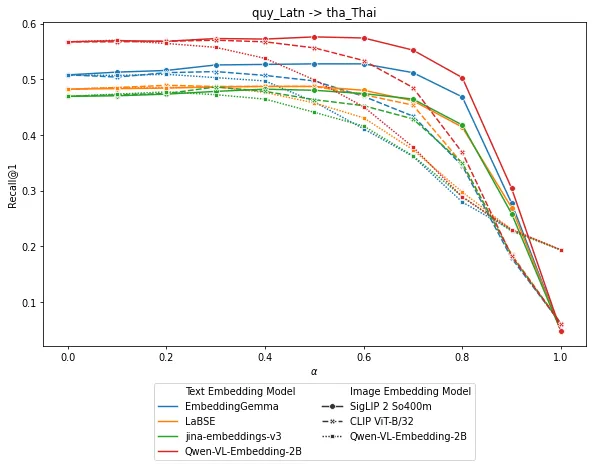 quy_Latn -> tha_Thai
Recall@1
0.6
0.5
0.4
0.3
0.2
0.1
0.0 0.2 0.4 0.6 0.8 1.0
α
Text Embedding Model
EmbeddingGemma
LaBSE
jina-embeddings-v3
Qwen-VL-Embedding-2B
Image Embedding Model
SigLIP 2 So400m
CLIP ViT-B/32
Qwen-VL-Embedding-2B